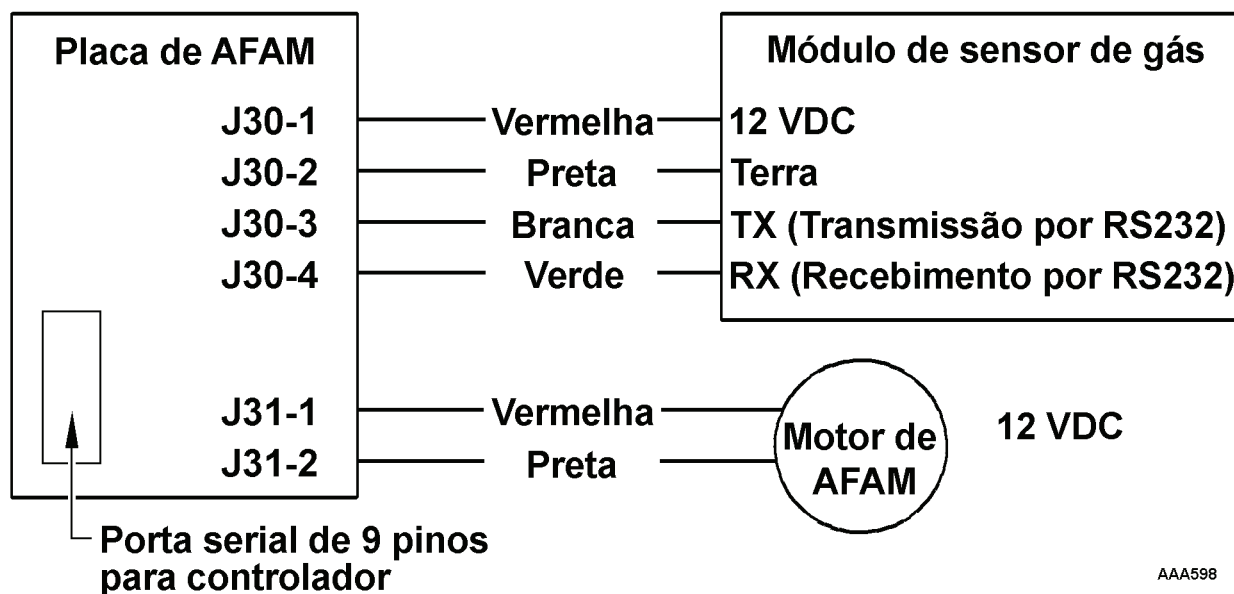 Placa de AFAM
Módulo de sensor de gás
J30-1 Vermelha 12 VDC
J30-2 Preta Terra
J30-3 Branca TX (Transmissão por RS232)
J30-4 Verde RX (Recebimento por RS232)
J31-1 Vermelha
J31-2 Preta
Motor de
AFAM
12 VDC
Porta serial de 9 pinos
para controlador
AAA598